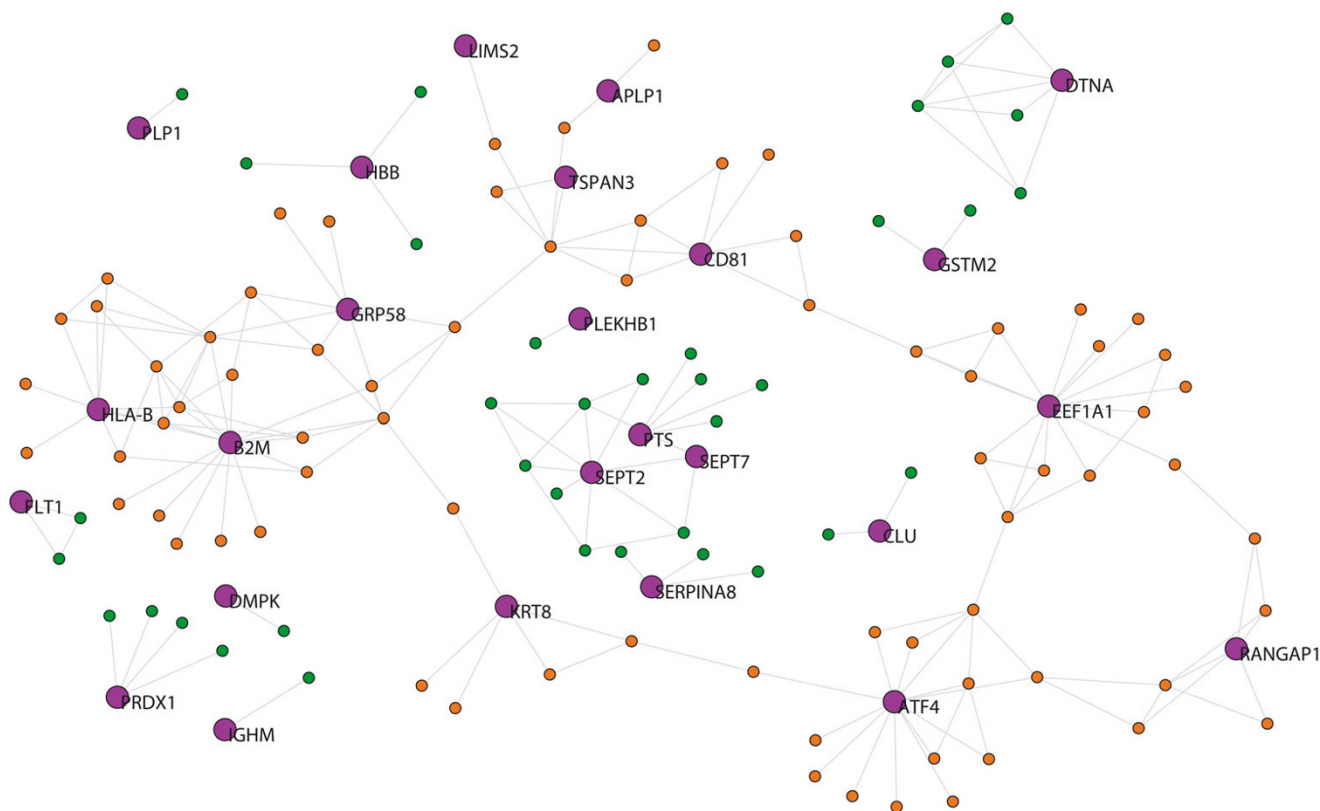 LIMS2
APLP1
DTNA
PLP1
HBB
TSPAN3
CD81
GSTM2
GRP58
PLEKHB1
HLA-B
EEF1A1
B2M
PTS
SEPT7
SEPT2
FLT1
CLU
SERPINA8
DMPK
KRT8
RANGAP1
PRDX1
ATF4
IGHM